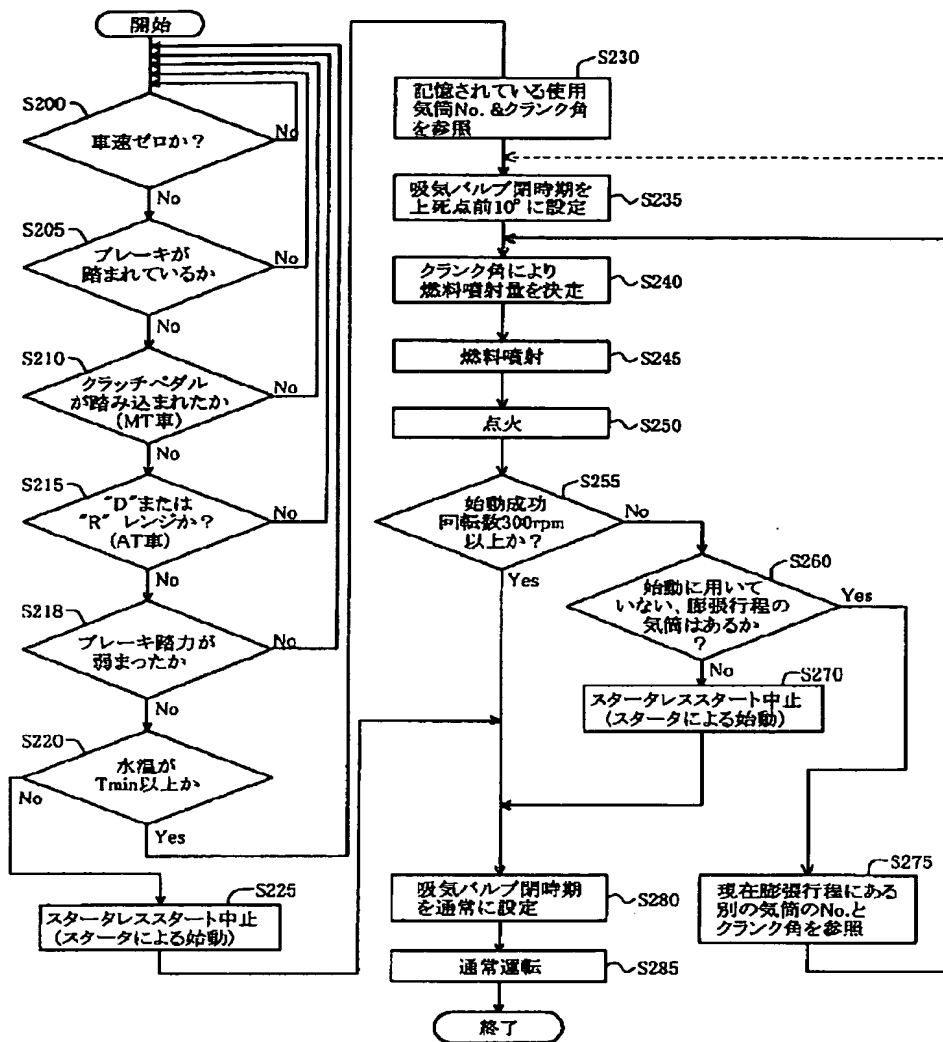 開始
S200
車速ゼロか?
No
No
S205
ブレーキが
踏まれているか
No
No
S210
クラッチペダル
が踏み込まれたか
(MT車)
No
No
S215
"D"または
"R"レンジか?
(AT車)
No
No
S218
ブレーキ踏力が
弱まったか
No
No
S220
水温が
Tmin以上か
No
Yes
S225
スタータレススタート中止
(スタータによる始動)
S230
記憶されている使用
気筒No.&クランク角
を参照
吸気バルブ閉時期を
上死点前10°に設定
S235
クランク角により
燃料噴射量を決定
S240
燃料噴射
S245
点火
S250
S255
始動成功
回転数300rpm
以上か?
No
Yes
S260
始動に用いて
いない、膨張行程の
気筒はあるか
?
Yes
No
S270
スタータレススタート中止
(スタータによる始動)
S275
現在膨張行程にある
別の気筒のNo.と
クランク角を参照
吸気バルブ閉時期
を通常に設定
S280
通常運転
S285
終了